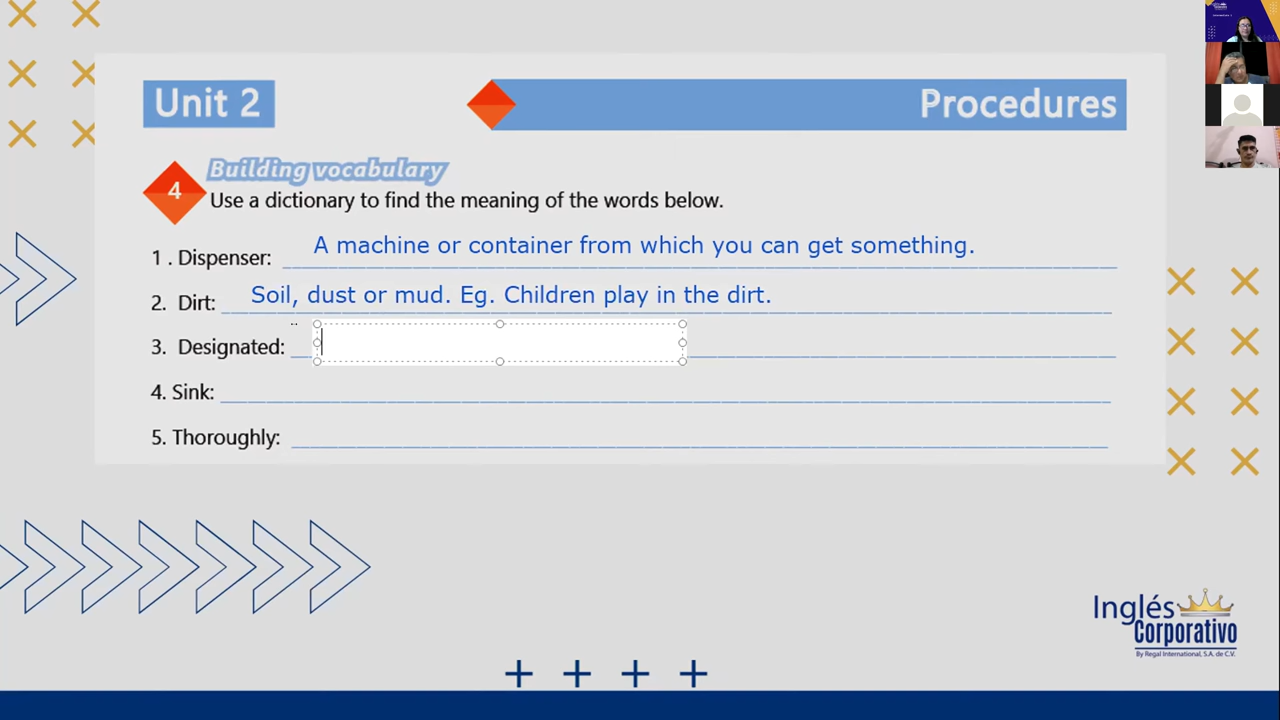 Unit 2
Procedures
4
Building vocabulary
Use a dictionary to find the meaning of the words below.
1 . Dispenser: A machine or container from which you can get something.
2. Dirt: Soil, dust or mud. Eg. Children play in the dirt.
3. Designated:
4. Sink:
5. Thoroughly:
Inglés
Corporativo
By Regal International, S.A. de C.V.